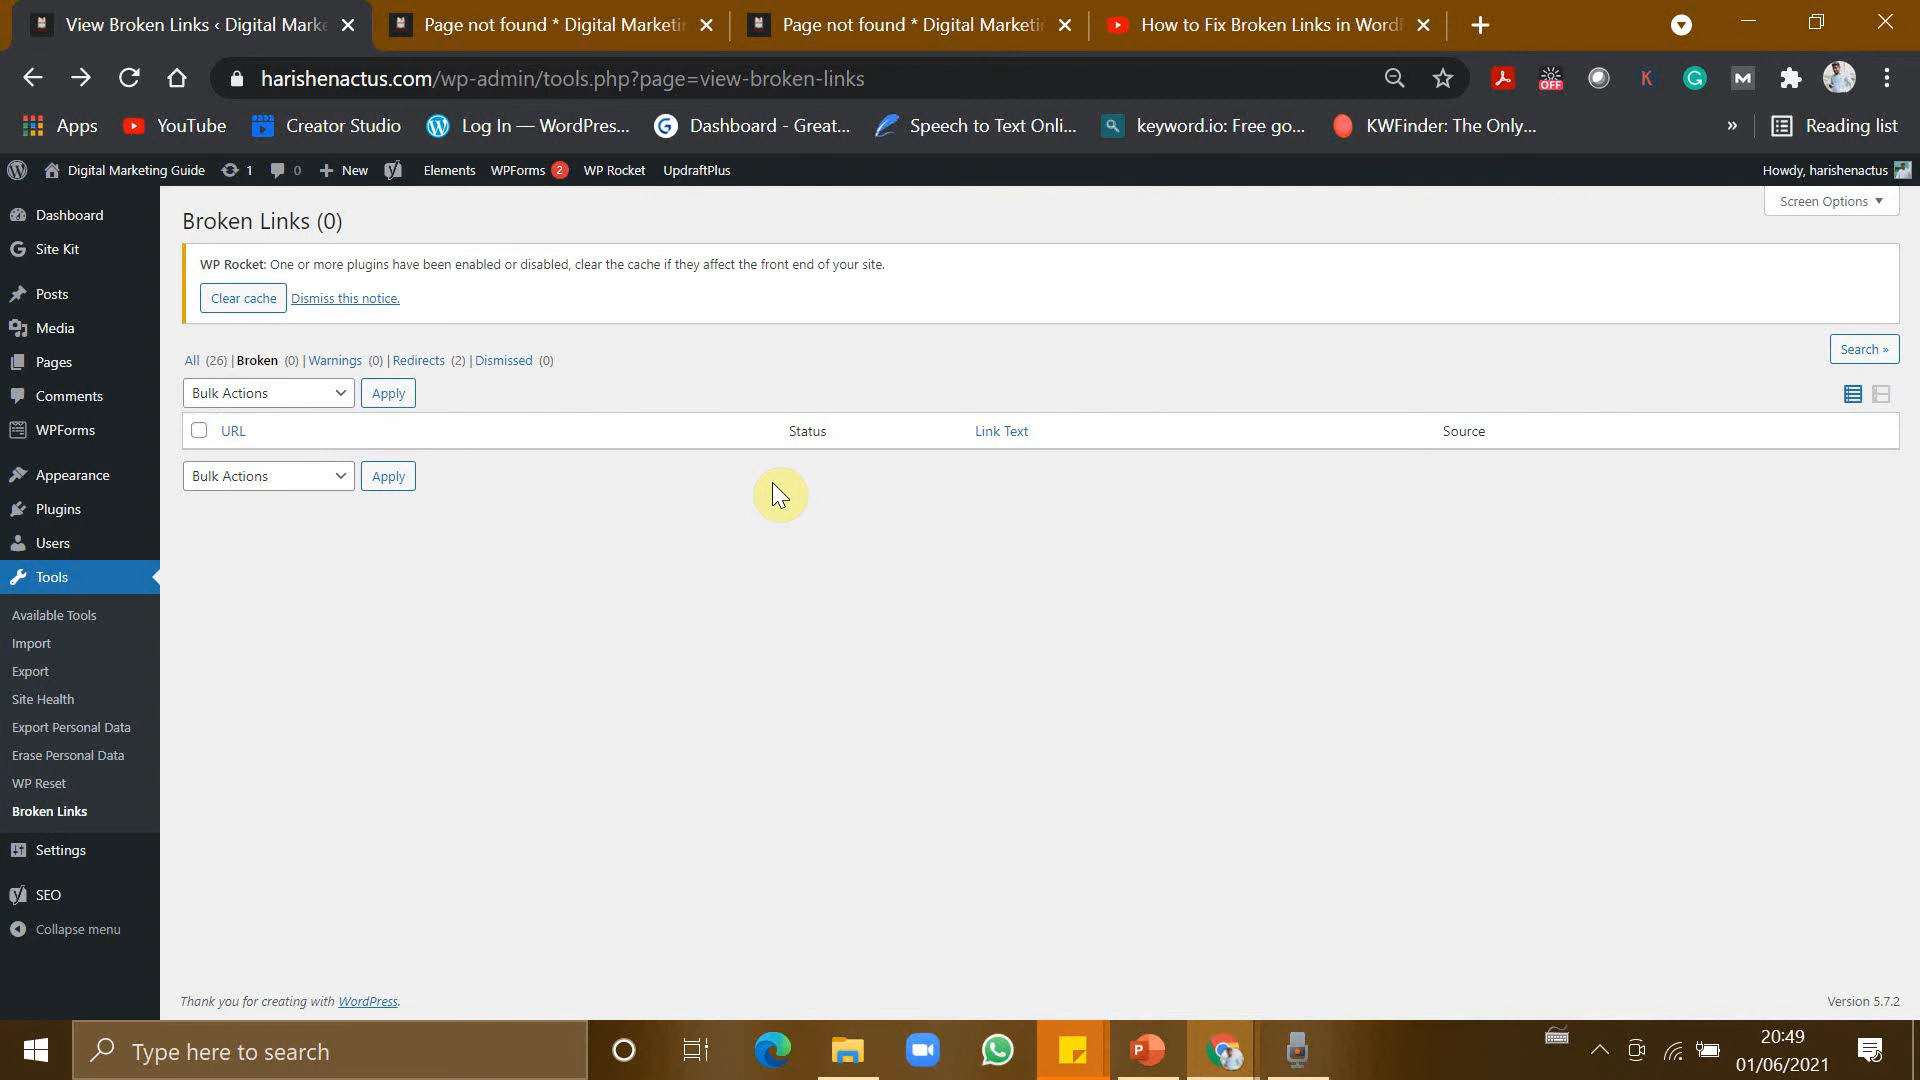 View Broken Links ‹ Digital Marke
Page not found * Digital Marketi
Page not found * Digital Marketi
How to Fix Broken Links in WordP
harishenactus.com/wp-admin/tools.php?page=view-broken-links
OFF
K
Apps
YouTube
Creator Studio
Log In — WordPres...
Dashboard - Great...
Speech to Text Onli...
keyword.io: Free go...
KWFinder: The Only...
»
Reading list
Digital Marketing Guide
1
0
New
Elements
WPForms 2
WP Rocket
UpdraftPlus
Howdy, harishenactus
Dashboard
Site Kit
Posts
Media
Pages
Comments
WPForms
Appearance
Plugins
Users
Tools
Available Tools
Import
Export
Site Health
Export Personal Data
Erase Personal Data
WP Reset
Broken Links
Settings
SEO
Collapse menu
Screen Options
Broken Links (0)
WP Rocket: One or more plugins have been enabled or disabled, clear the cache if they affect the front end of your site.
Clear cache Dismiss this notice.
Search »
All (26) | Broken (0) | Warnings (0) | Redirects (2) | Dismissed (0)
Bulk Actions Apply
URL Status Link Text Source
Bulk Actions Apply
Thank you for creating with WordPress.
Version 5.7.2
Type here to search
20:49
01/06/2021